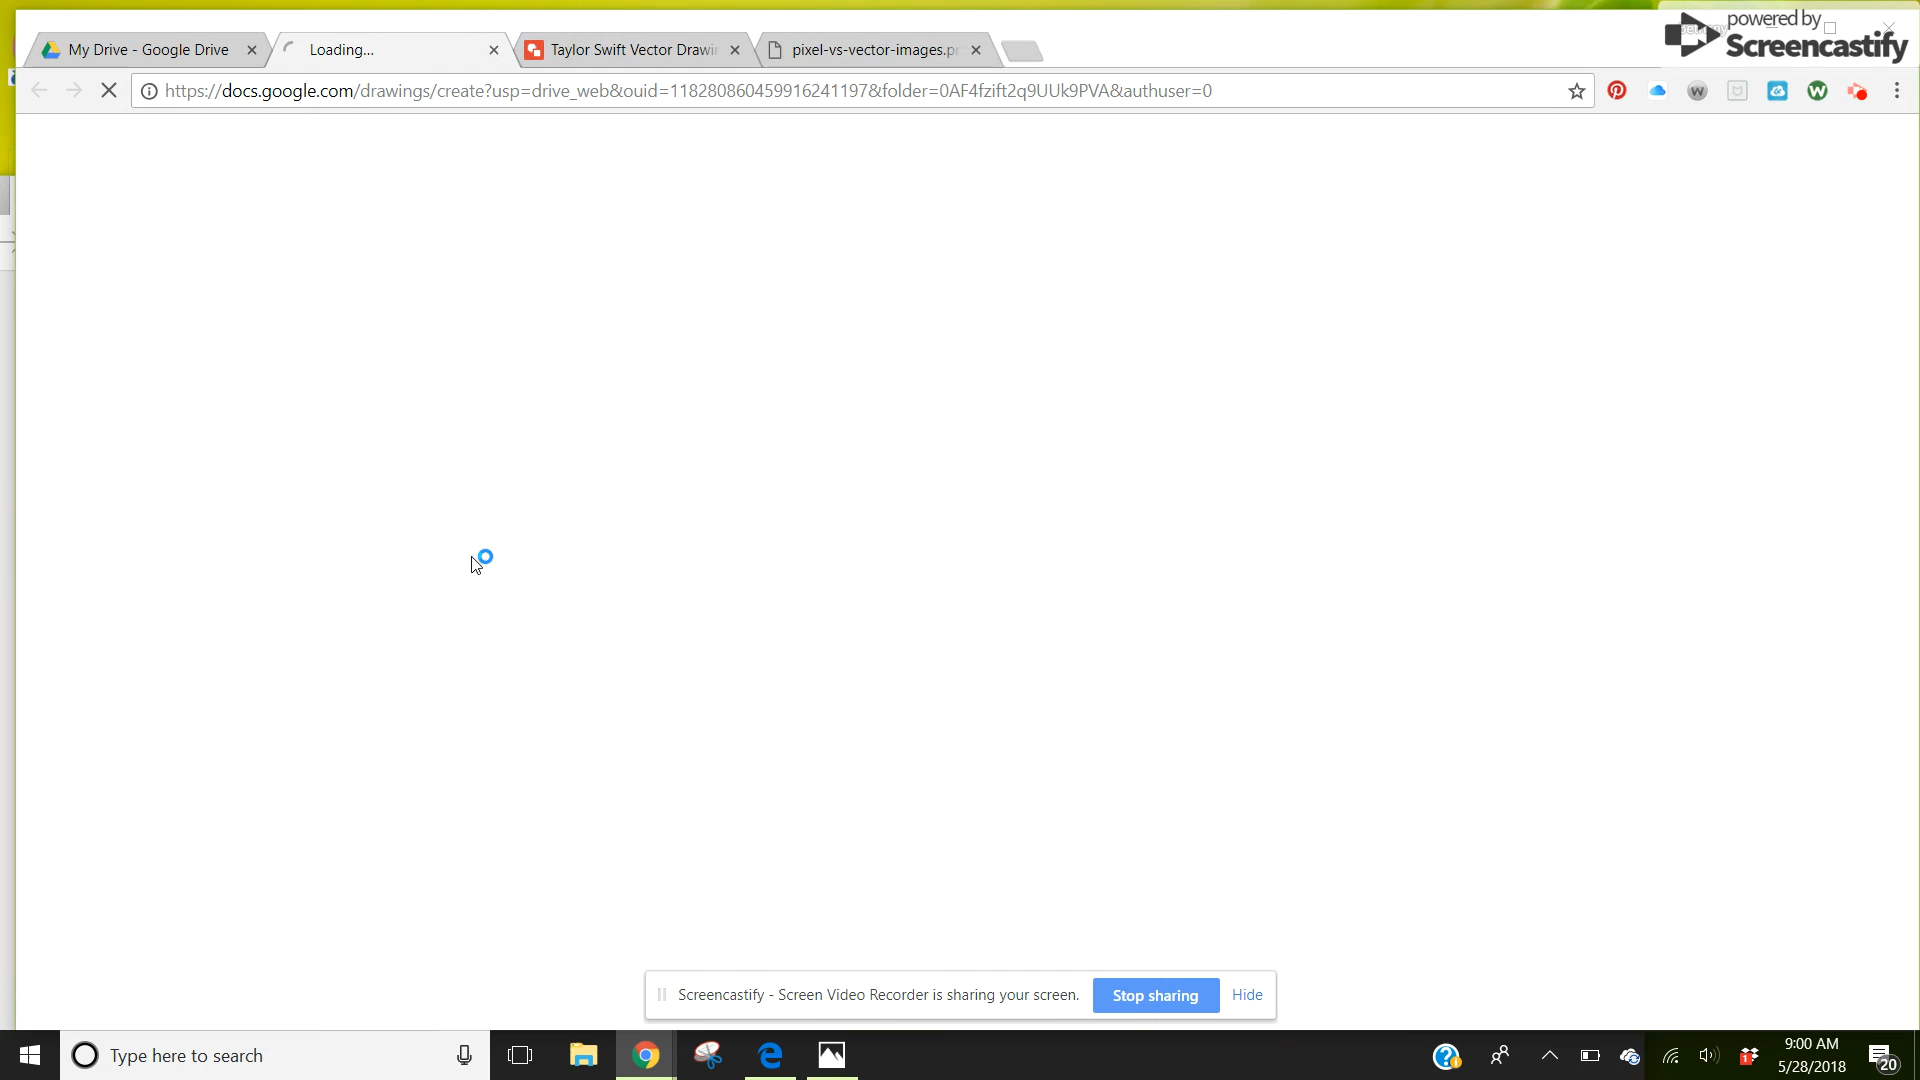 My Drive - Google Drive
Loading...
Taylor Swift Vector Drawin
pixel-vs-vector-images.pn
powered by
Screencastify
https://docs.google.com/drawings/create?usp=drive_web&ouid=118280860459916241197&folder=0AF4fzift2q9UUk9PVA&authuser=0
Screencastify - Screen Video Recorder is sharing your screen.
Stop sharing
Hide
Type here to search
9:00 AM
5/28/2018
20